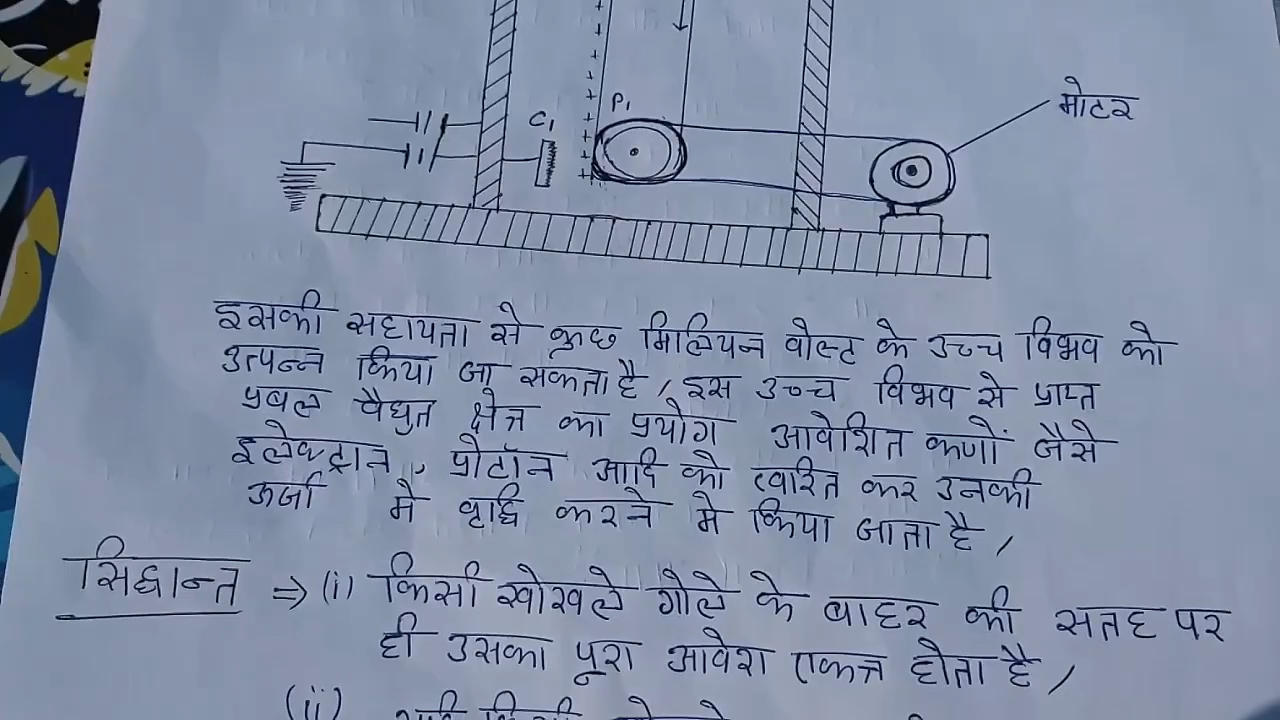 मोटर
C₁
P₁
इसकी सहायता से कुछ मिलियन वोल्ट के उच्च विभव को
उत्पन्न किया जा सकता है, इस उच्च विभव से प्राप्त
प्रबल वैद्युत क्षेत्र का प्रयोग आवेशित कणों जैसे
इलेक्ट्रान, प्रोटॉन आदि को त्वरित कर उनकी
ऊर्जा मे वृद्धि करने मे किया जाता है,
सिद्धान्त ⇒ (i) किसी खोखले गोले के बाहर की सतह पर
ही उसका पूरा आवेश एकत्र होता है,
(ii)